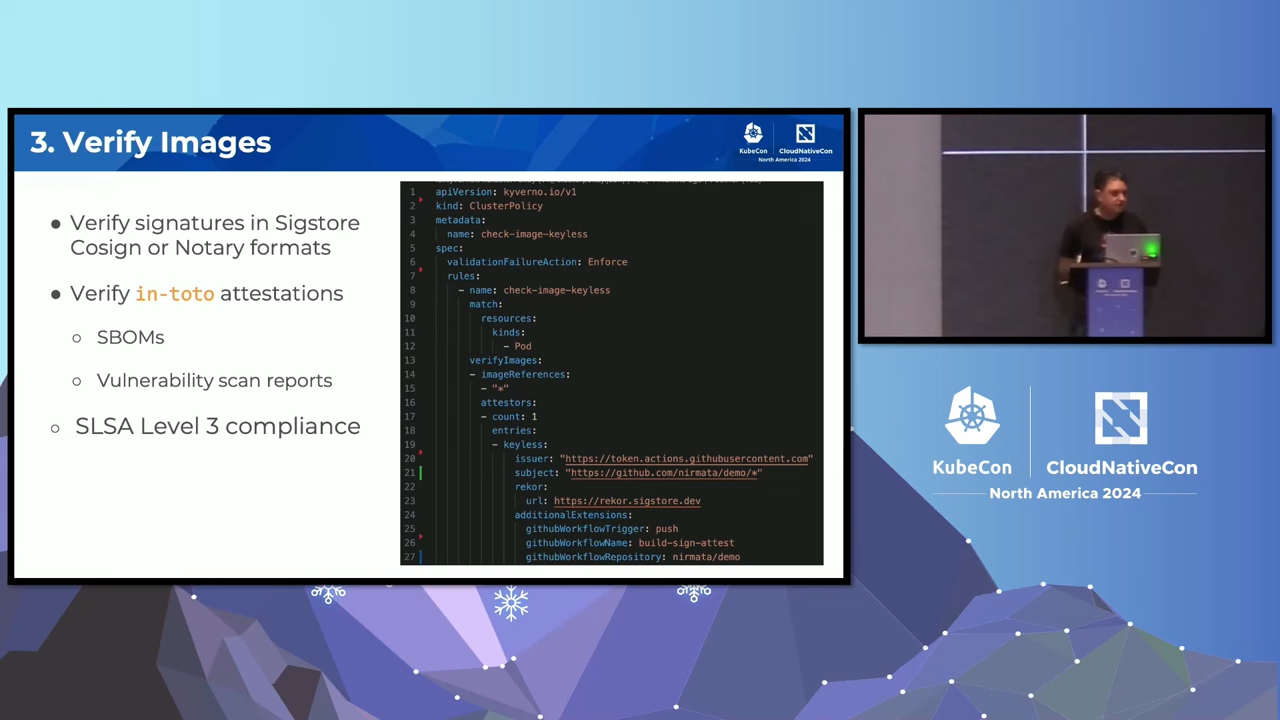 3. Verify Images
KubeCon
CloudNativeCon
North America 2024
● Verify signatures in Sigstore
Cosign or Notary formats
● Verify in-toto attestations
○ SBOMs
○ Vulnerability scan reports
○ SLSA Level 3 compliance
1 apiVersion: kyverno.io/v1
2 kind: ClusterPolicy
3 metadata:
4 name: check-image-keyless
5 spec:
6 validationFailureAction: Enforce
7 rules:
8 - name: check-image-keyless
9 match:
10 resources:
11 kinds:
12 - Pod
13 verifyImages:
14 - imageReferences:
15 - "*"
16 attestors:
17 - count: 1
18 entries:
19 - keyless:
20 issuer: "https://token.actions.githubusercontent.com"
21 subject: "https://github.com/nirmata/demo/*"
22 rekor:
23 url: https://rekor.sigstore.dev
24 additionalExtensions:
25 githubWorkflowTrigger: push
26 githubWorkflowName: build-sign-attest
27 githubWorkflowRepository: nirmata/demo
KubeCon
CloudNativeCon
North America 2024